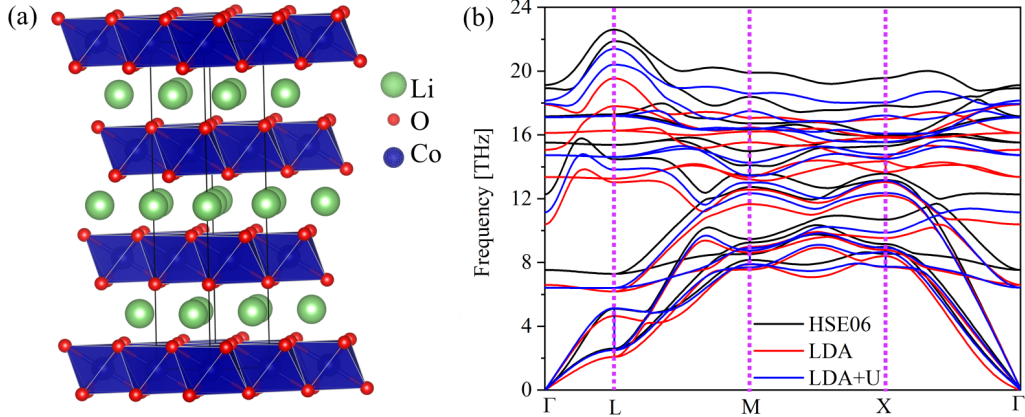 (a)
Li
O
Co
(b)
Frequency [THz]
24
20
16
12
8
4
0
HSE06
LDA
LDA+U
Γ L M X Γ